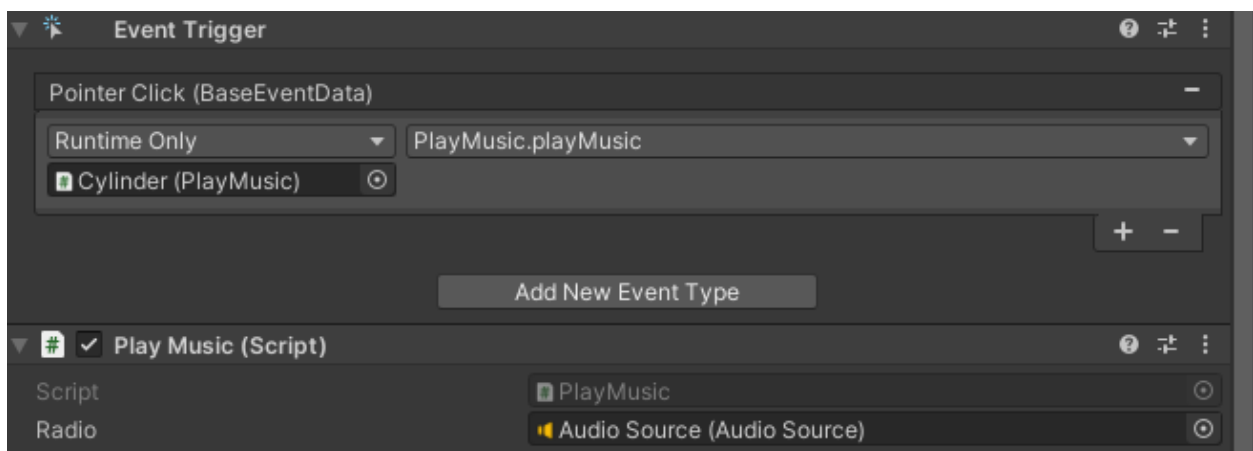 Event Trigger
Pointer Click (BaseEventData)
Runtime Only PlayMusic.playMusic
Cylinder (PlayMusic)
Add New Event Type
Play Music (Script)
Script PlayMusic
Radio Audio Source (Audio Source)